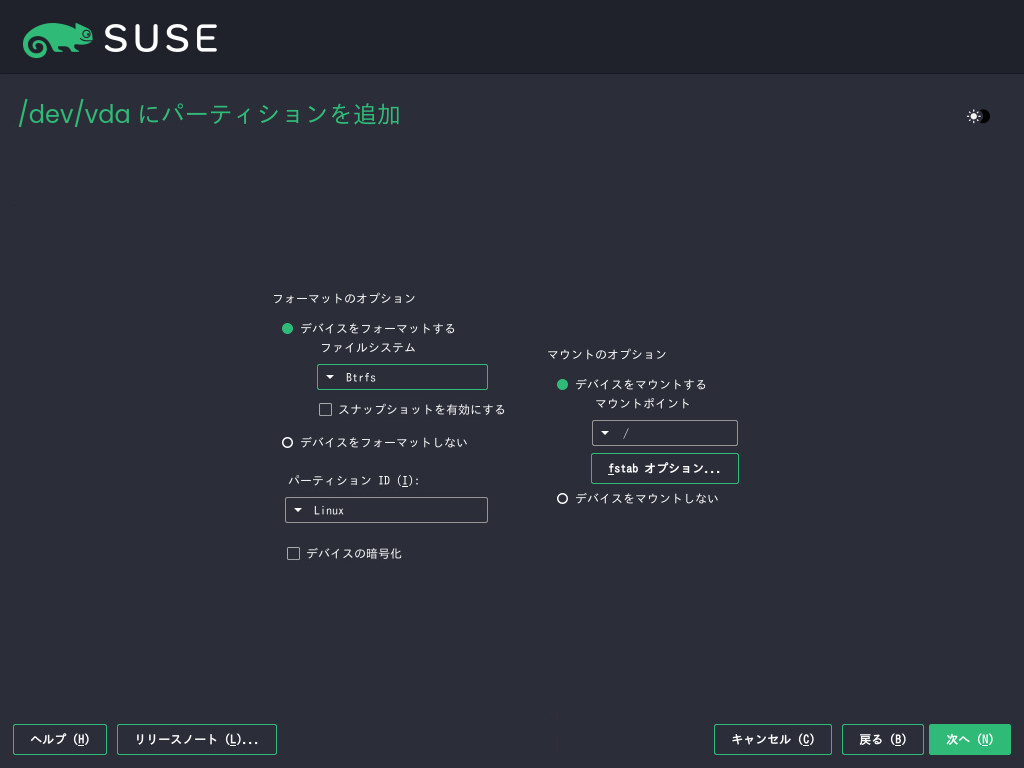 SUSE
/dev/vda にパーティションを追加
フォーマットのオプション
デバイスをフォーマットする
ファイルシステム
Btrfs
スナップショットを有効にする
デバイスをフォーマットしない
パーティション ID (I):
Linux
デバイスの暗号化
マウントのオプション
デバイスをマウントする
マウントポイント
/
fstab オプション...
デバイスをマウントしない
ヘルプ (H)
リリースノート (L)...
キャンセル (C)
戻る (B)
次へ (N)